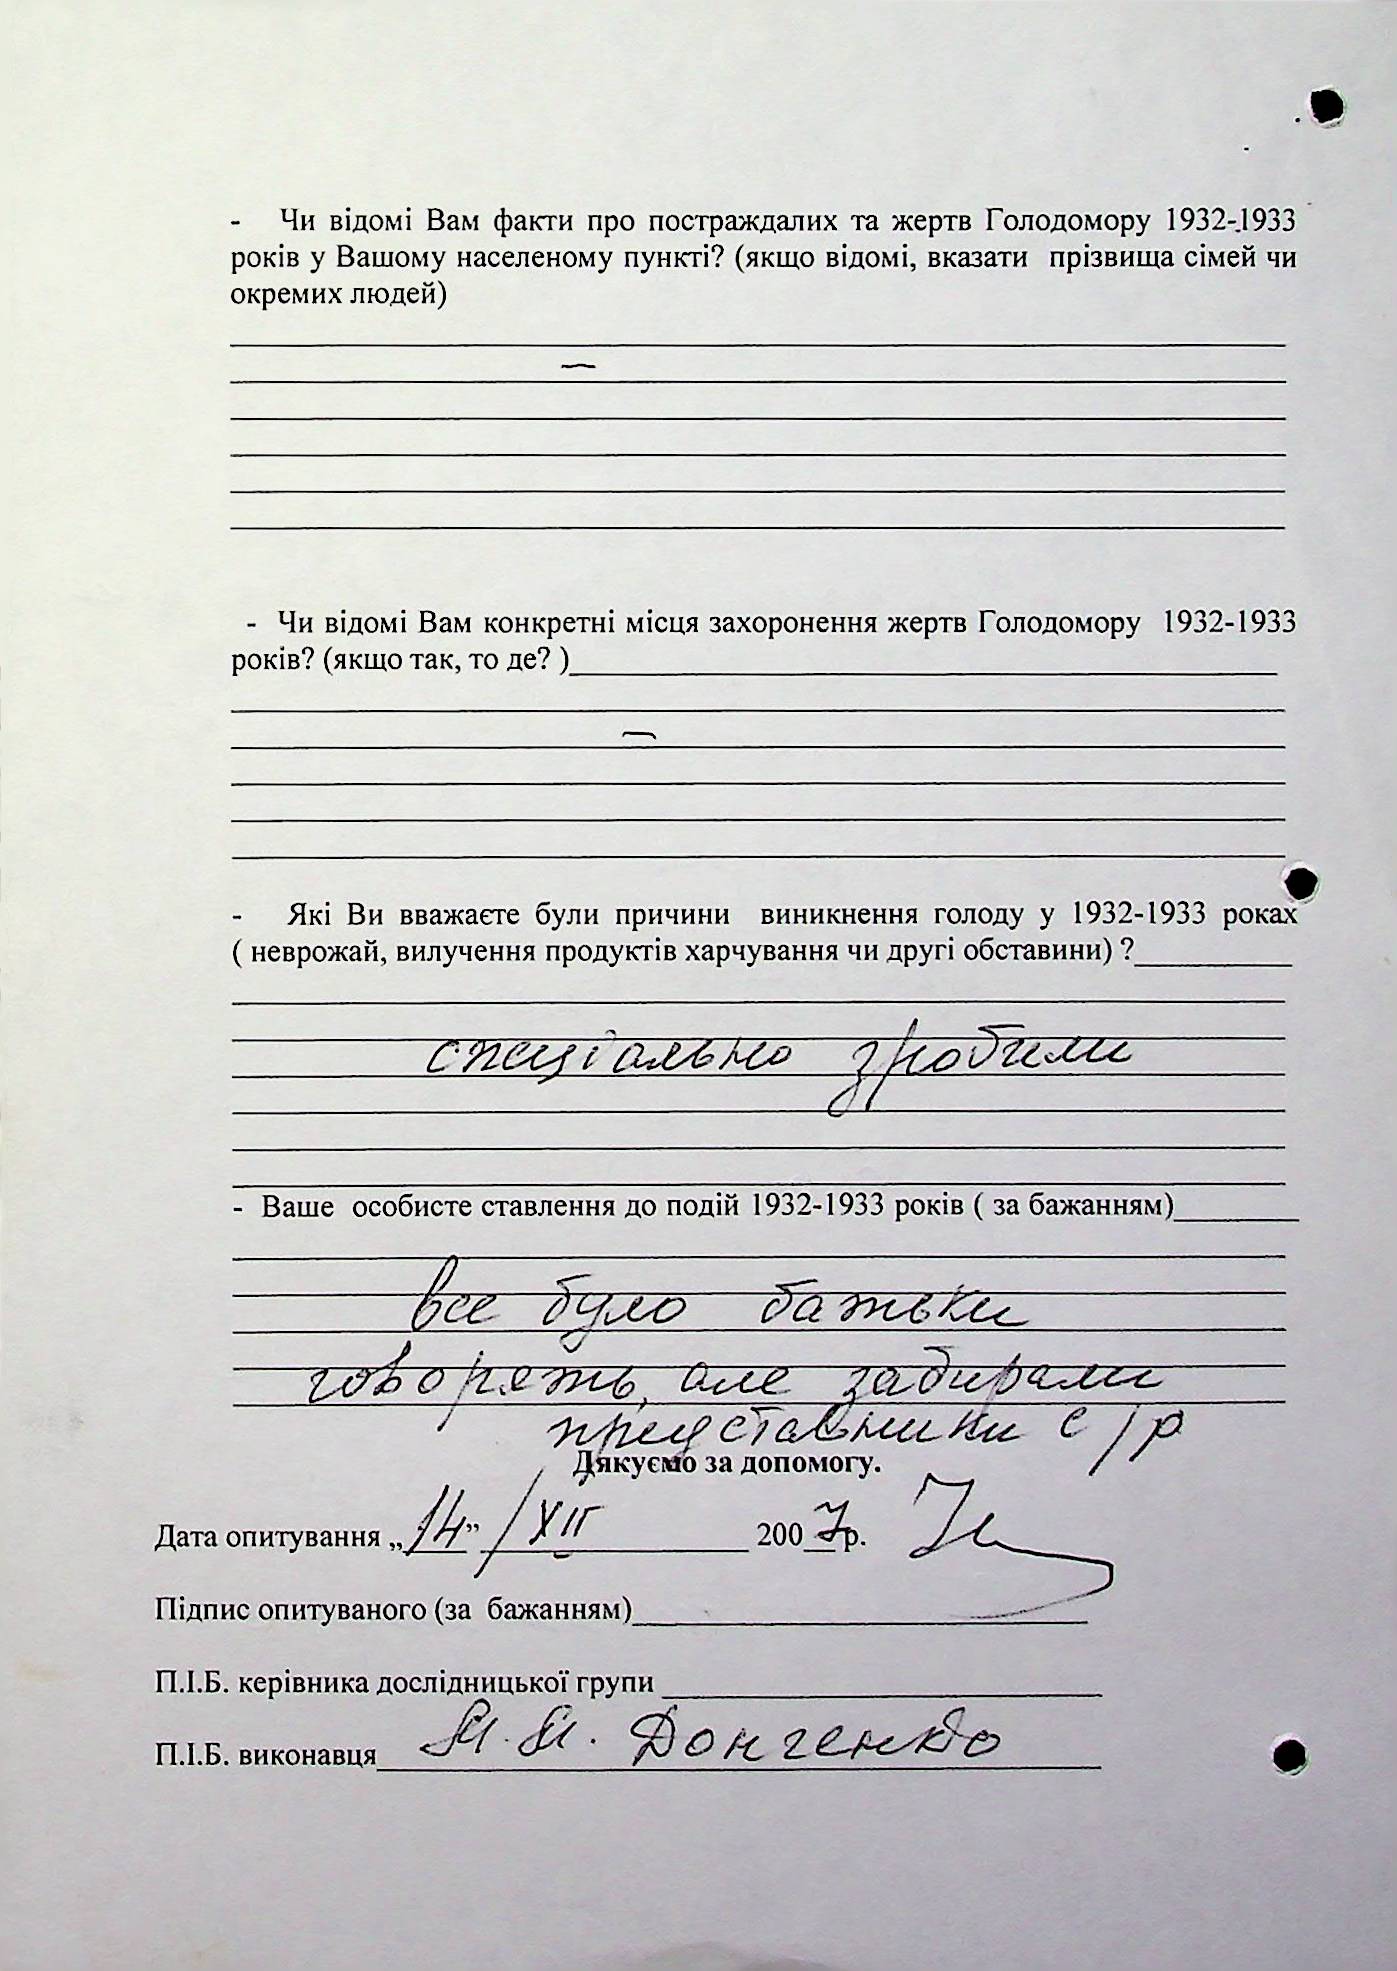 - Чи відомі Вам факти про постраждалих та жертв Голодомору 1932-1933
років у Вашому населеному пункті? (якщо відомі, вказати прізвища сімей чи
окремих людей)
—
- Чи відомі Вам конкретні місця захоронення жертв Голодомору 1932-1933
років? (якщо так, то де? )
—
- Які Ви вважаєте були причини виникнення голоду у 1932-1933 роках
( неврожай, вилучення продуктів харчування чи другі обставини) ?
спеціально зробили
- Ваше особисте ставлення до подій 1932-1933 років ( за бажанням)
все було батьки
говорять, але забирали
представники с/р
Дякуємо за допомогу.
Дата опитування „14” /XII 2007р.
Підпис опитуваного (за бажанням)
П.І.Б. керівника дослідницької групи
П.І.Б. виконавця Донченко